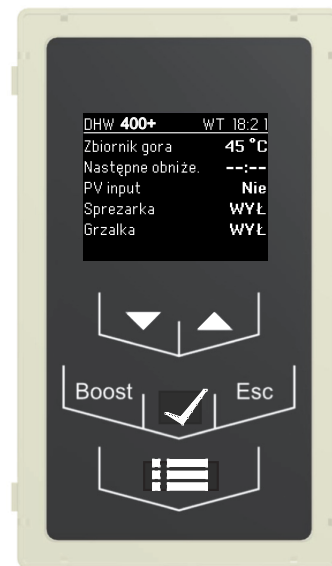 DHW 400+ WT 18:21
Zbiornik gora 45 °C
Następne obniże. --:--
PV input Nie
Sprezarka WYŁ
Grzalka WYŁ
Boost Esc